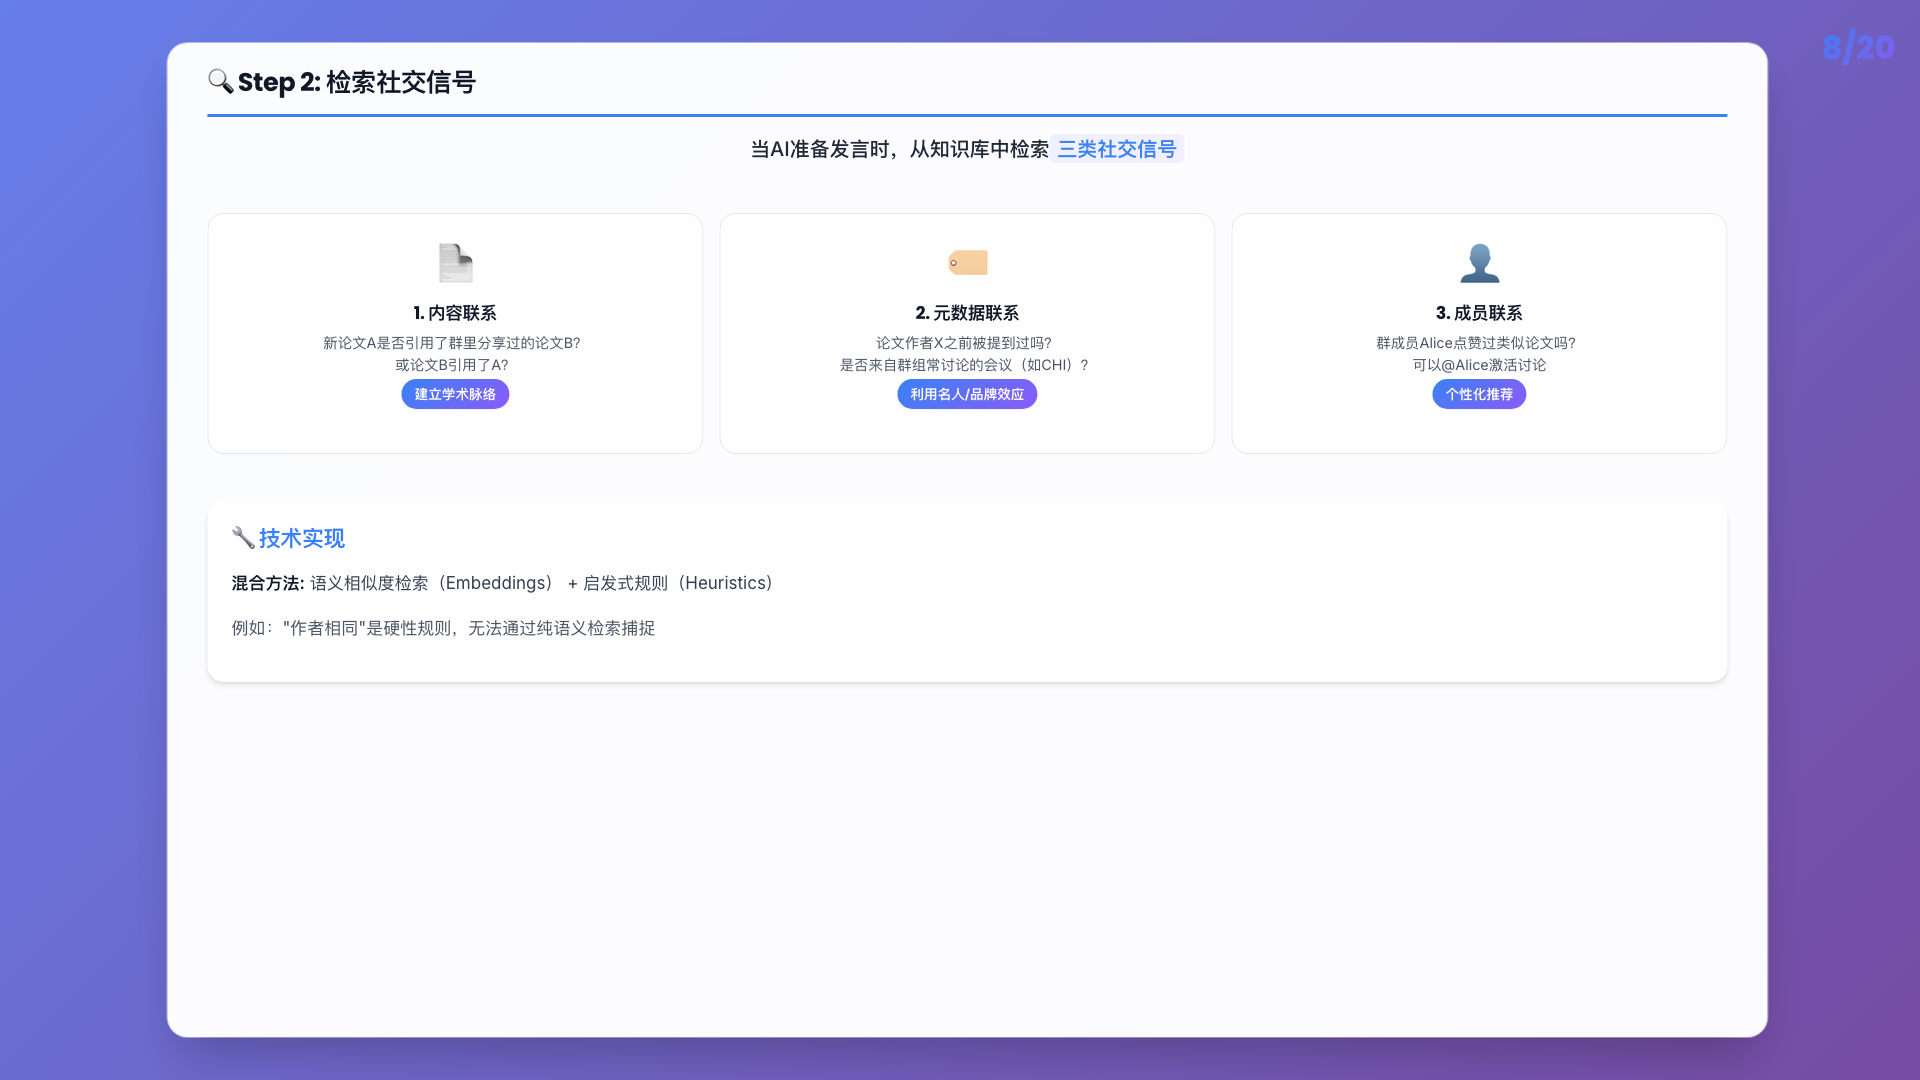 8/20
Step 2: 检索社交信号
当AI准备发言时，从知识库中检索 三类社交信号
1. 内容联系
新论文A是否引用了群里分享过的论文B?
或论文B引用了A?
建立学术脉络
2. 元数据联系
论文作者X之前被提到过吗?
是否来自群组常讨论的会议（如CHI）?
利用名人/品牌效应
3. 成员联系
群成员Alice点赞过类似论文吗?
可以@Alice激活讨论
个性化推荐
技术实现
混合方法: 语义相似度检索（Embeddings） + 启发式规则（Heuristics）
例如："作者相同"是硬性规则，无法通过纯语义检索捕捉